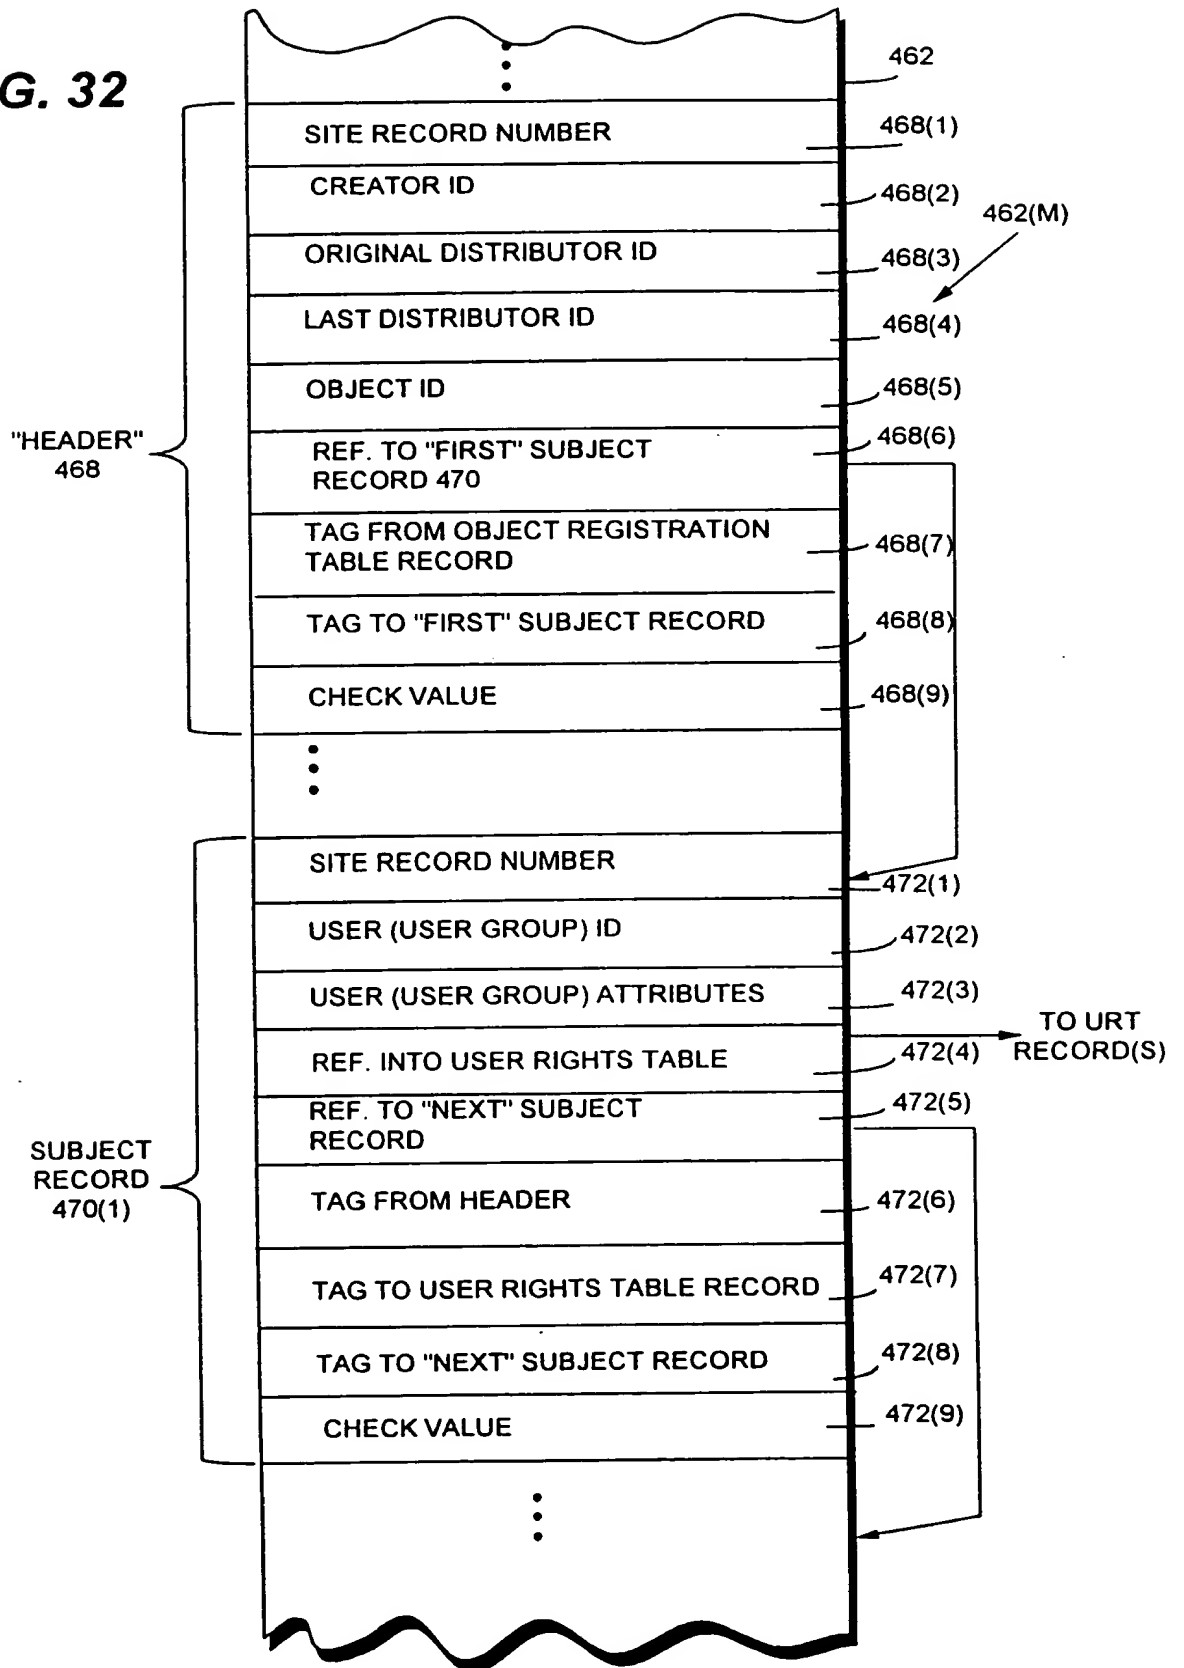 G. 32
462
SITE RECORD NUMBER
468(1)
CREATOR ID
468(2)
462(M)
ORIGINAL DISTRIBUTOR ID
468(3)
LAST DISTRIBUTOR ID
468(4)
OBJECT ID
468(5)
"HEADER"
468
REF. TO "FIRST" SUBJECT
RECORD 470
468(6)
TAG FROM OBJECT REGISTRATION
TABLE RECORD
468(7)
TAG TO "FIRST" SUBJECT RECORD
468(8)
CHECK VALUE
468(9)
SITE RECORD NUMBER
472(1)
USER (USER GROUP) ID
472(2)
USER (USER GROUP) ATTRIBUTES
472(3)
TO URT
RECORD(S)
REF. INTO USER RIGHTS TABLE
472(4)
REF. TO "NEXT" SUBJECT
RECORD
472(5)
SUBJECT
RECORD
470(1)
TAG FROM HEADER
472(6)
TAG TO USER RIGHTS TABLE RECORD
472(7)
TAG TO "NEXT" SUBJECT RECORD
472(8)
CHECK VALUE
472(9)